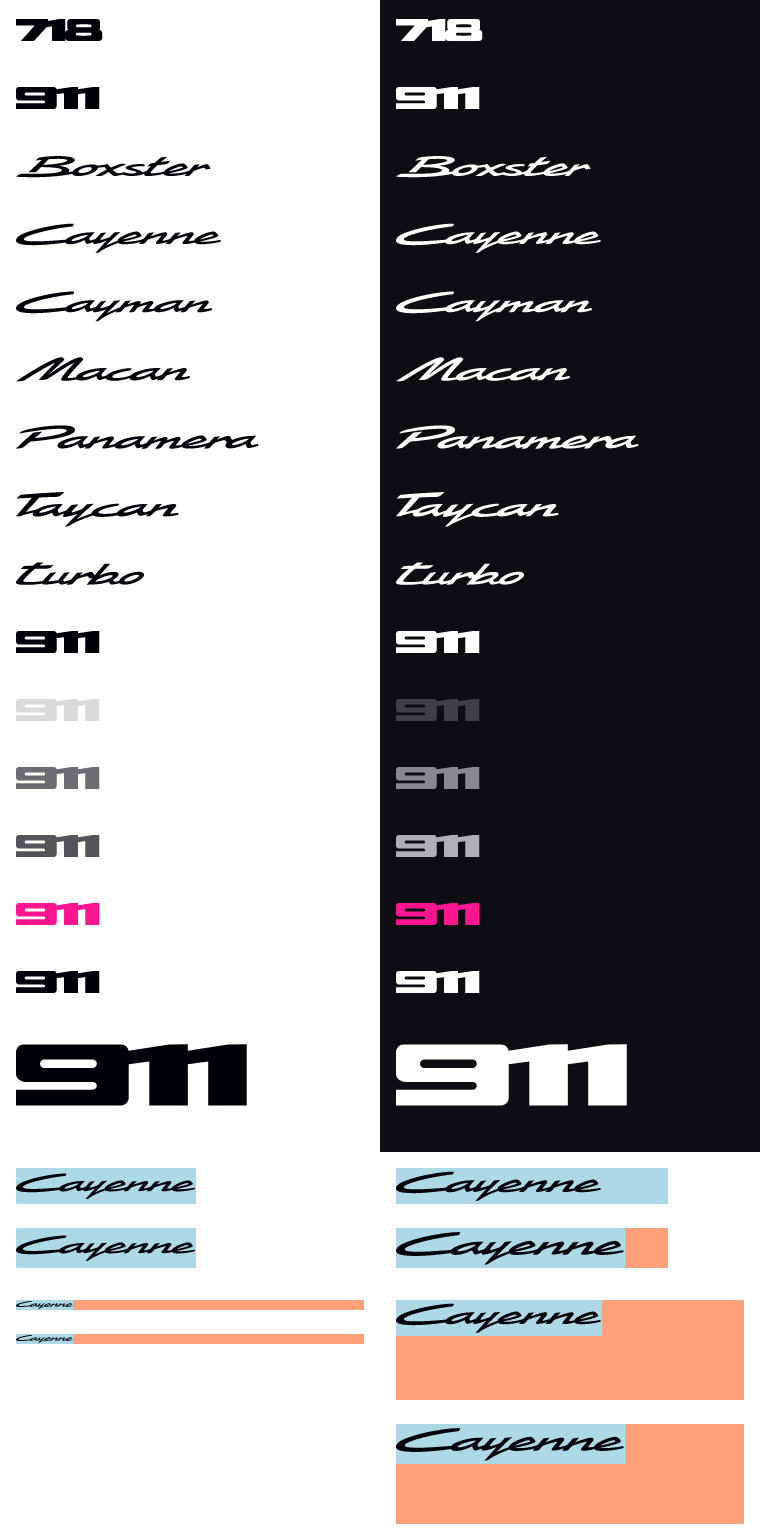 718 718
911 911
Boxster Boxster
Cayenne Cayenne
Cayman Cayman
Macan Macan
Panamera Panamera
Taycan Taycan
turbo turbo
911 911
911 911
911 911
911 911
911 911
911 911
911 911
Cayenne Cayenne
Cayenne Cayenne
Cayenne Cayenne
Cayenne
Cayenne